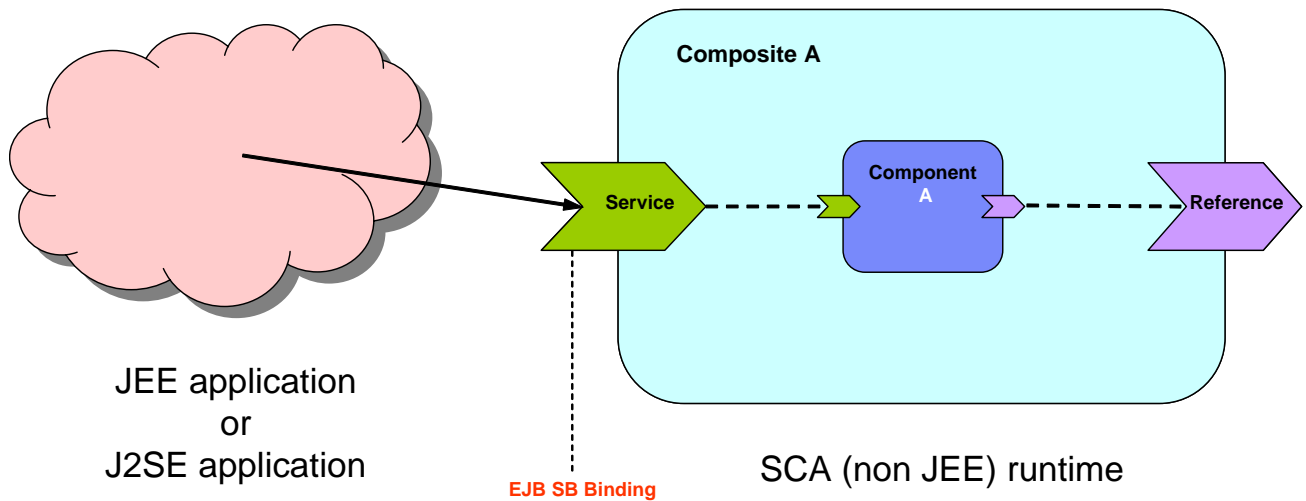 Composite A
Component
A
Service
Reference
JEE application
or
J2SE application
EJB SB Binding
SCA (non JEE) runtime